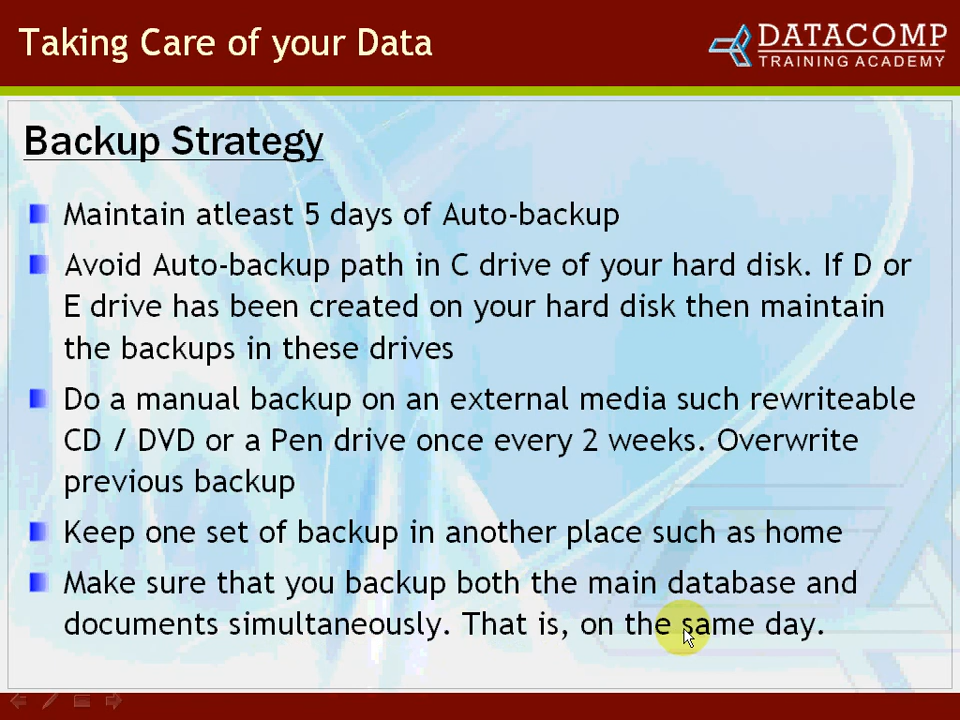 Taking Care of your Data
DATACOMP
TRAINING ACADEMY
Backup Strategy
Maintain atleast 5 days of Auto-backup
Avoid Auto-backup path in C drive of your hard disk. If D or
E drive has been created on your hard disk then maintain
the backups in these drives
Do a manual backup on an external media such rewriteable
CD / DVD or a Pen drive once every 2 weeks. Overwrite
previous backup
Keep one set of backup in another place such as home
Make sure that you backup both the main database and
documents simultaneously. That is, on the same day.